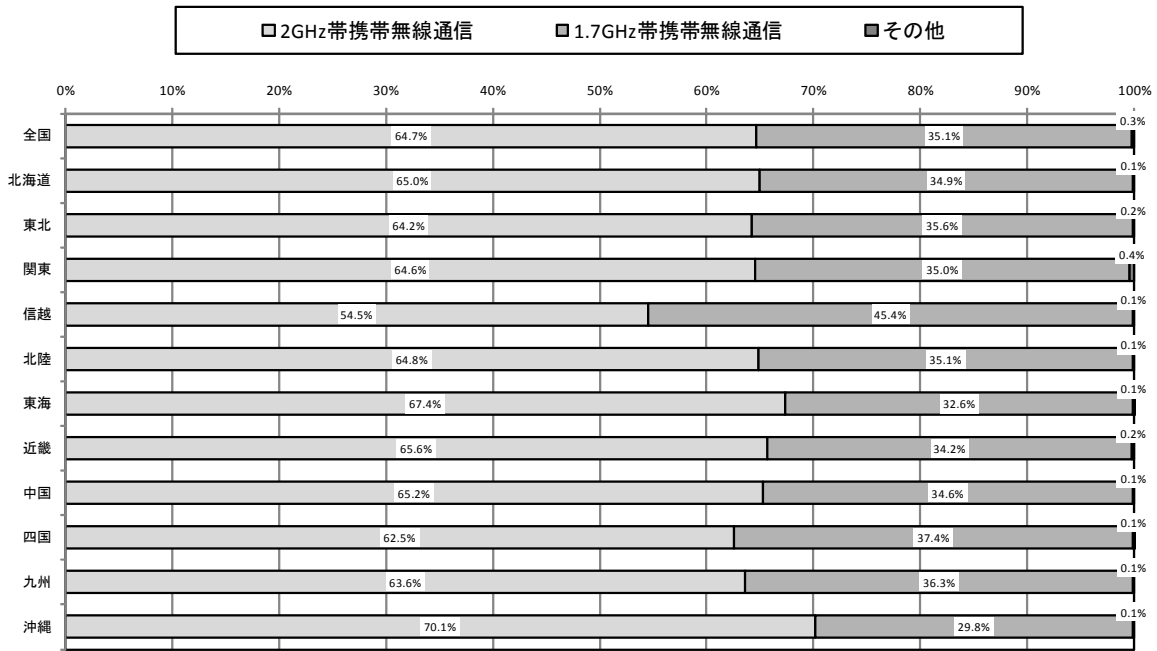 2GHz帯携帯無線通信 1.7GHz帯携帯無線通信 その他
0% 10% 20% 30% 40% 50% 60% 70% 80% 90% 100%
全国 64.7% 35.1% 0.3%
北海道 65.0% 34.9% 0.1%
東北 64.2% 35.6% 0.2%
関東 64.6% 35.0% 0.4%
信越 54.5% 45.4% 0.1%
北陸 64.8% 35.1% 0.1%
東海 67.4% 32.6% 0.1%
近畿 65.6% 34.2% 0.2%
中国 65.2% 34.6% 0.1%
四国 62.5% 37.4% 0.1%
九州 63.6% 36.3% 0.1%
沖縄 70.1% 29.8% 0.1%